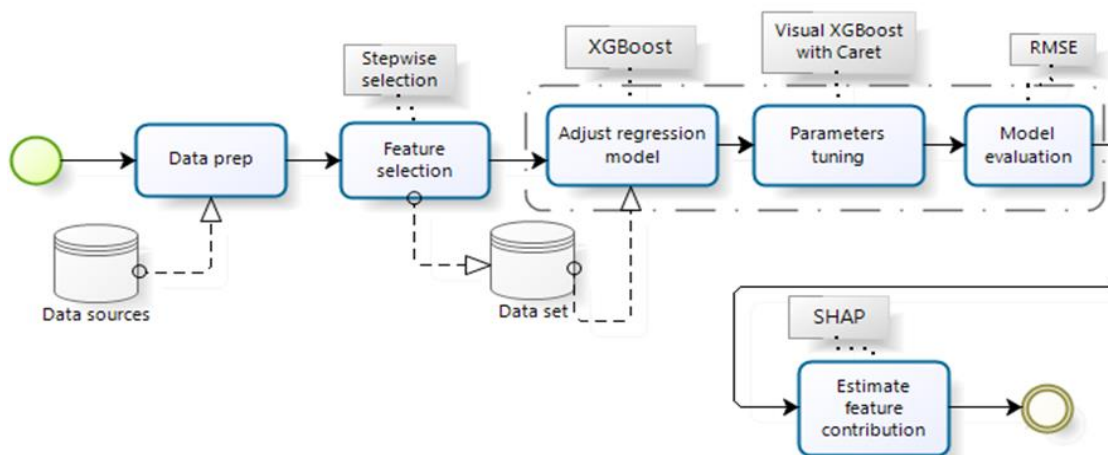 Stepwise
selection
XGBoost
Visual XGBoost
with Caret
RMSE
Data prep
Feature
selection
Adjust regression
model
Parameters
tuning
Model
evaluation
Data sources
Data set
SHAP
Estimate
feature
contribution